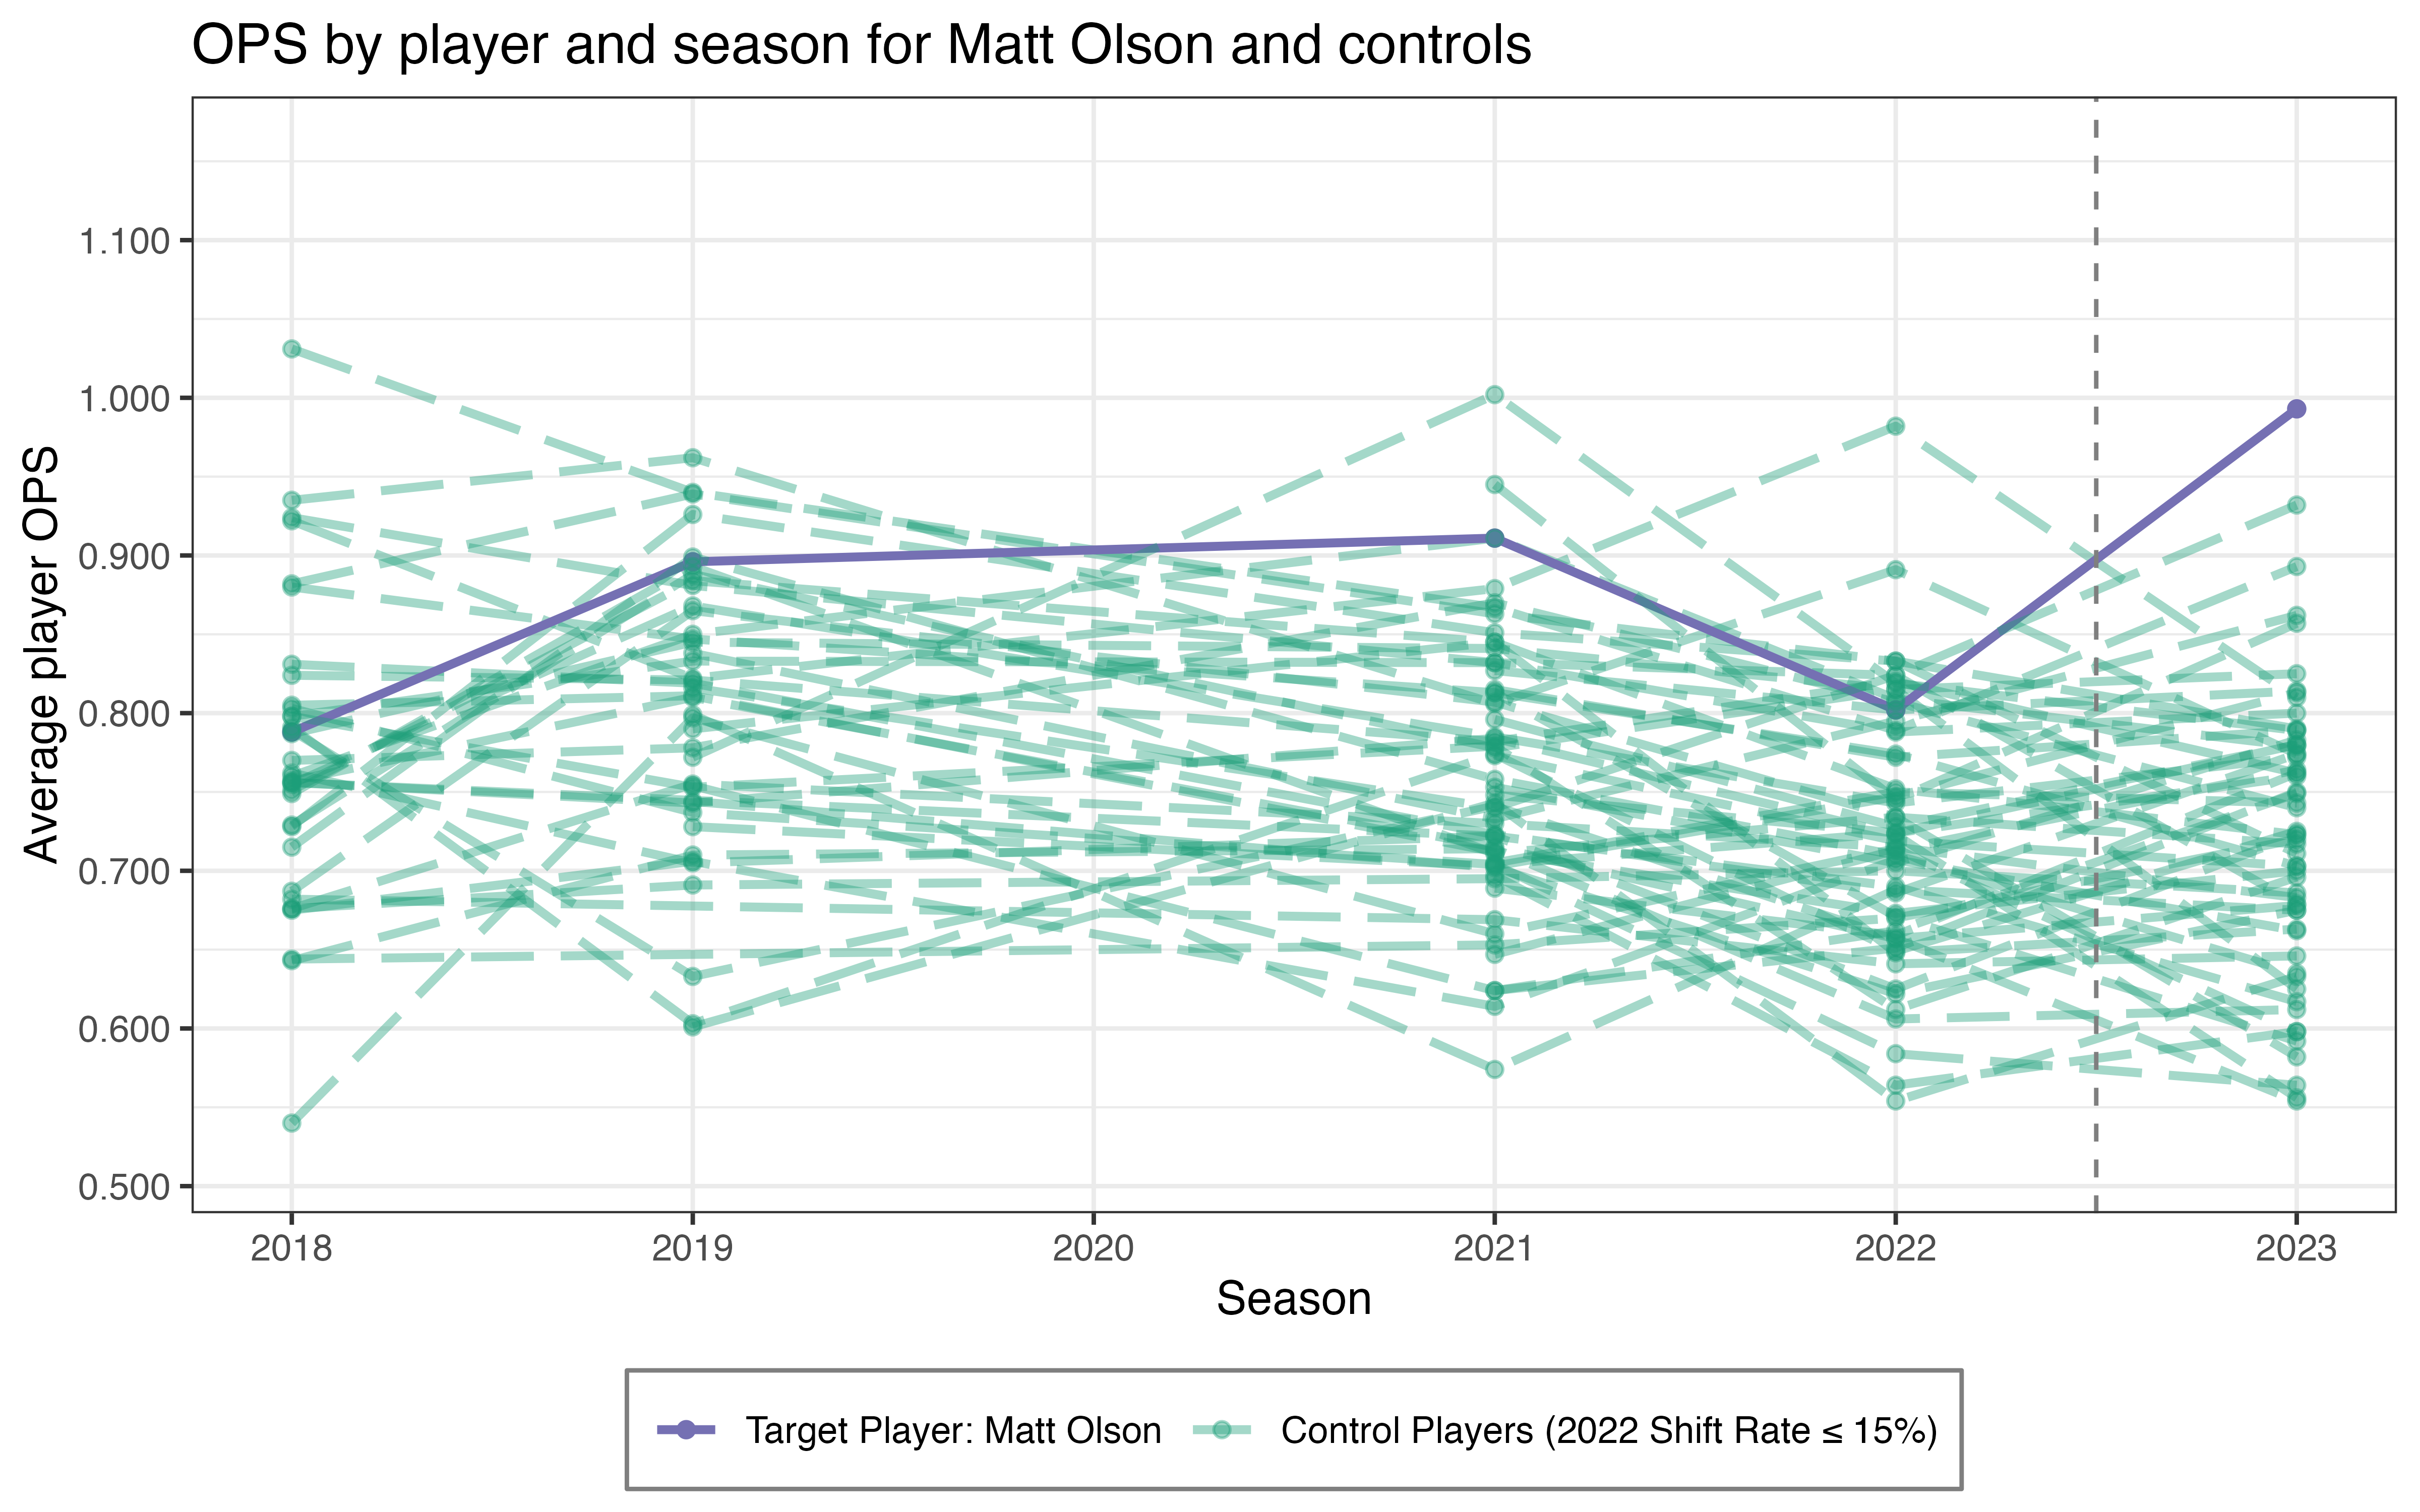 OPS by player and season for Matt Olson and controls
Average player OPS
1.100
1.000
0.900
0.800
0.700
0.600
0.500
2018 2019 2020 2021 2022 2023
Season
Target Player: Matt Olson Control Players (2022 Shift Rate ≤ 15%)